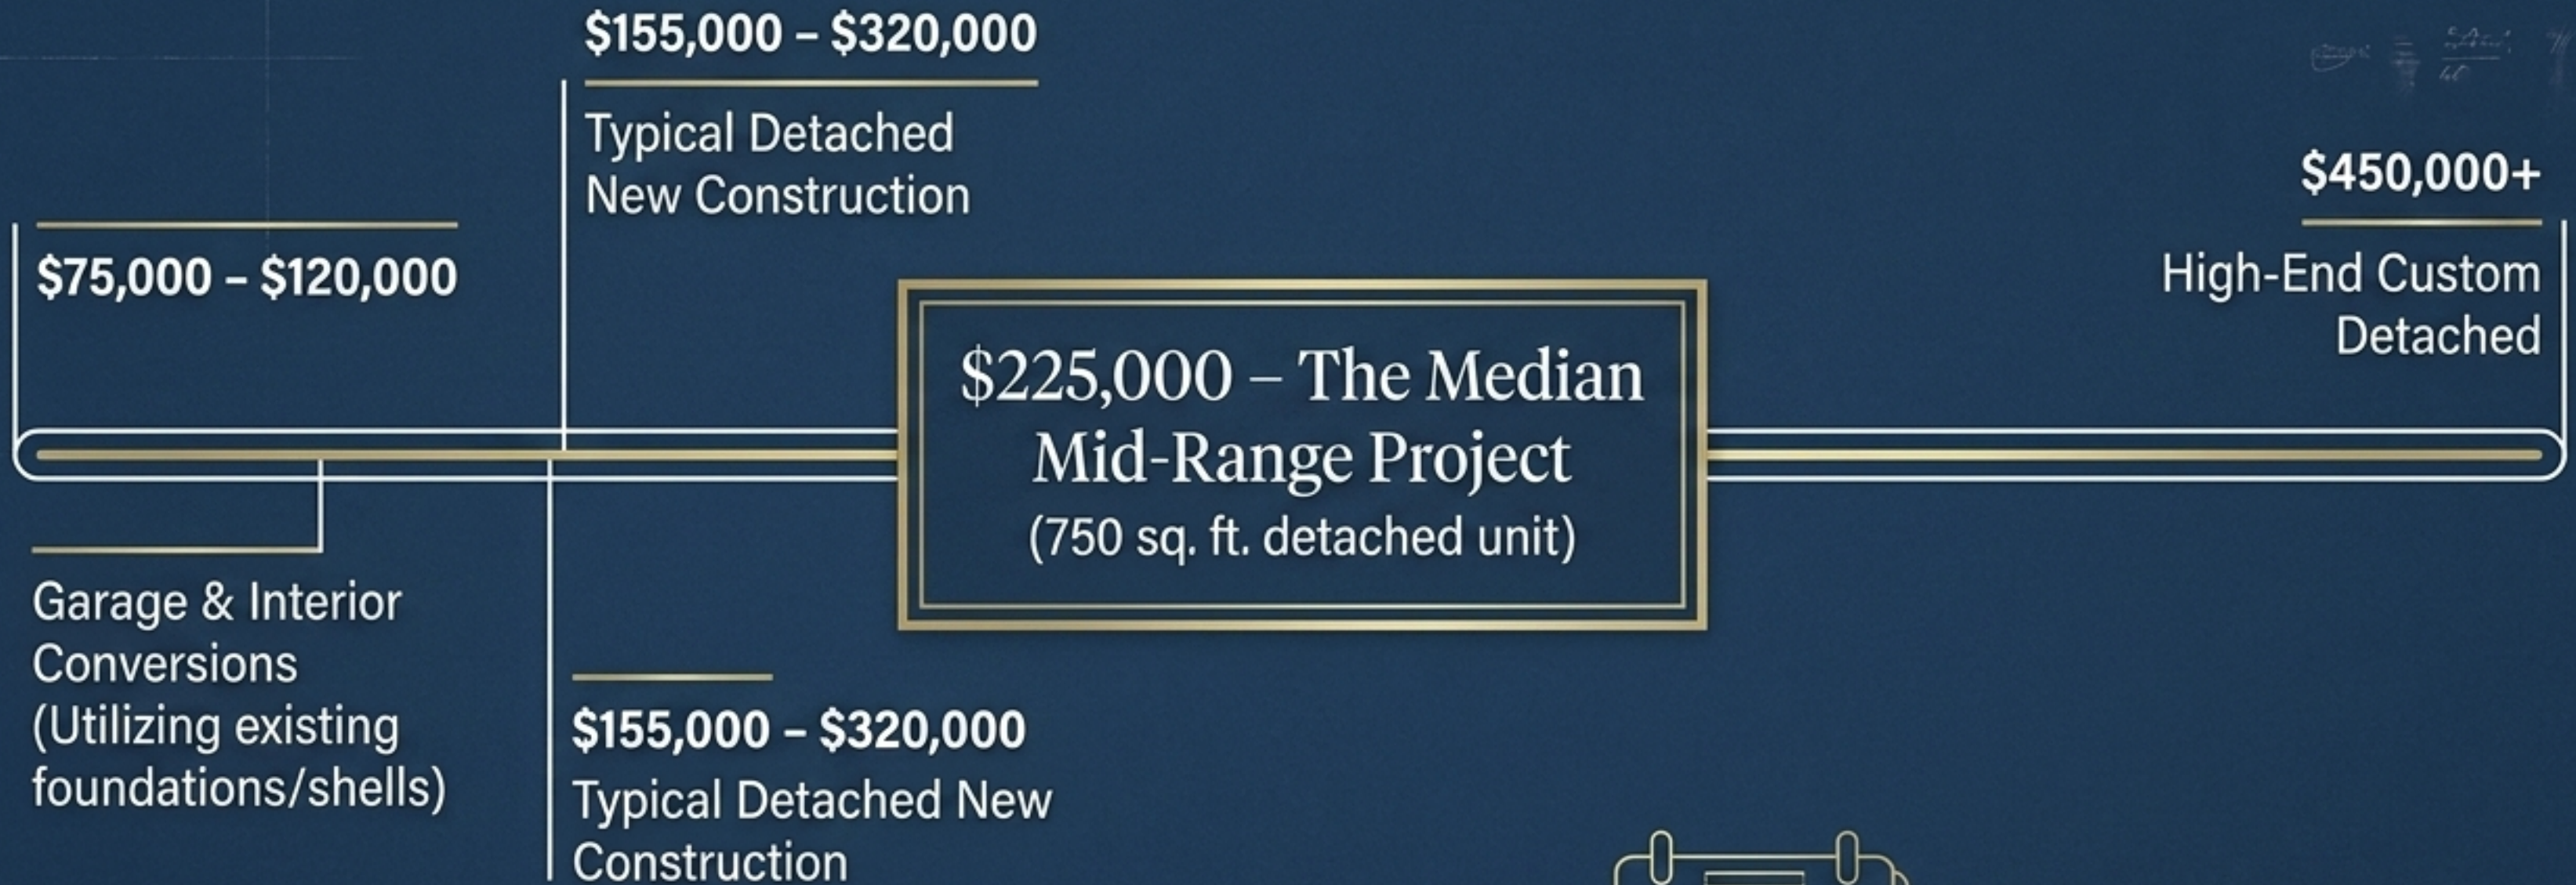 $155,000 – $320,000
Typical Detached
New Construction
$75,000 – $120,000
$450,000+
High-End Custom
Detached
$225,000 – The Median
Mid-Range Project
(750 sq. ft. detached unit)
Garage & Interior
Conversions
(Utilizing existing
foundations/shells)
$155,000 – $320,000
Typical Detached New
Construction